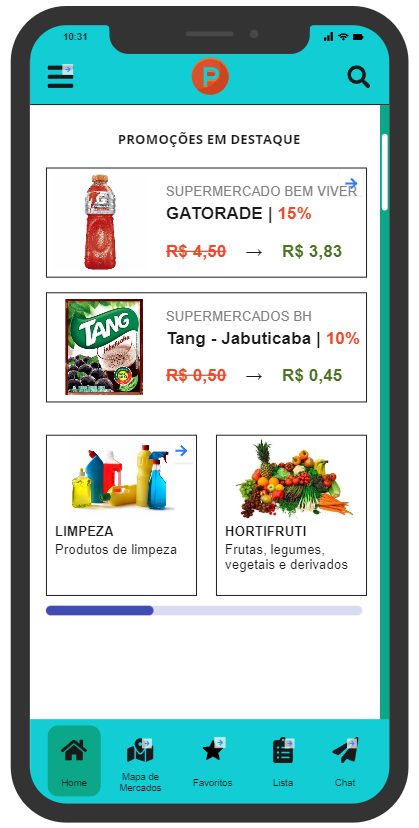 10:31
P
PROMOÇÕES EM DESTAQUE
SUPERMERCADO BEM VIVER
GATORADE | 15%
R$ 4,50 → R$ 3,83
G
SUPERMERCADOS BH
Tang - Jabuticaba | 10%
R$ 0,50 → R$ 0,45
TANG
jabuticaba
LIMPEZA
Produtos de limpeza
HORTIFRUTI
Frutas, legumes,
vegetais e derivados
Home
Mapa de
Mercados
Favoritos
Lista
Chat